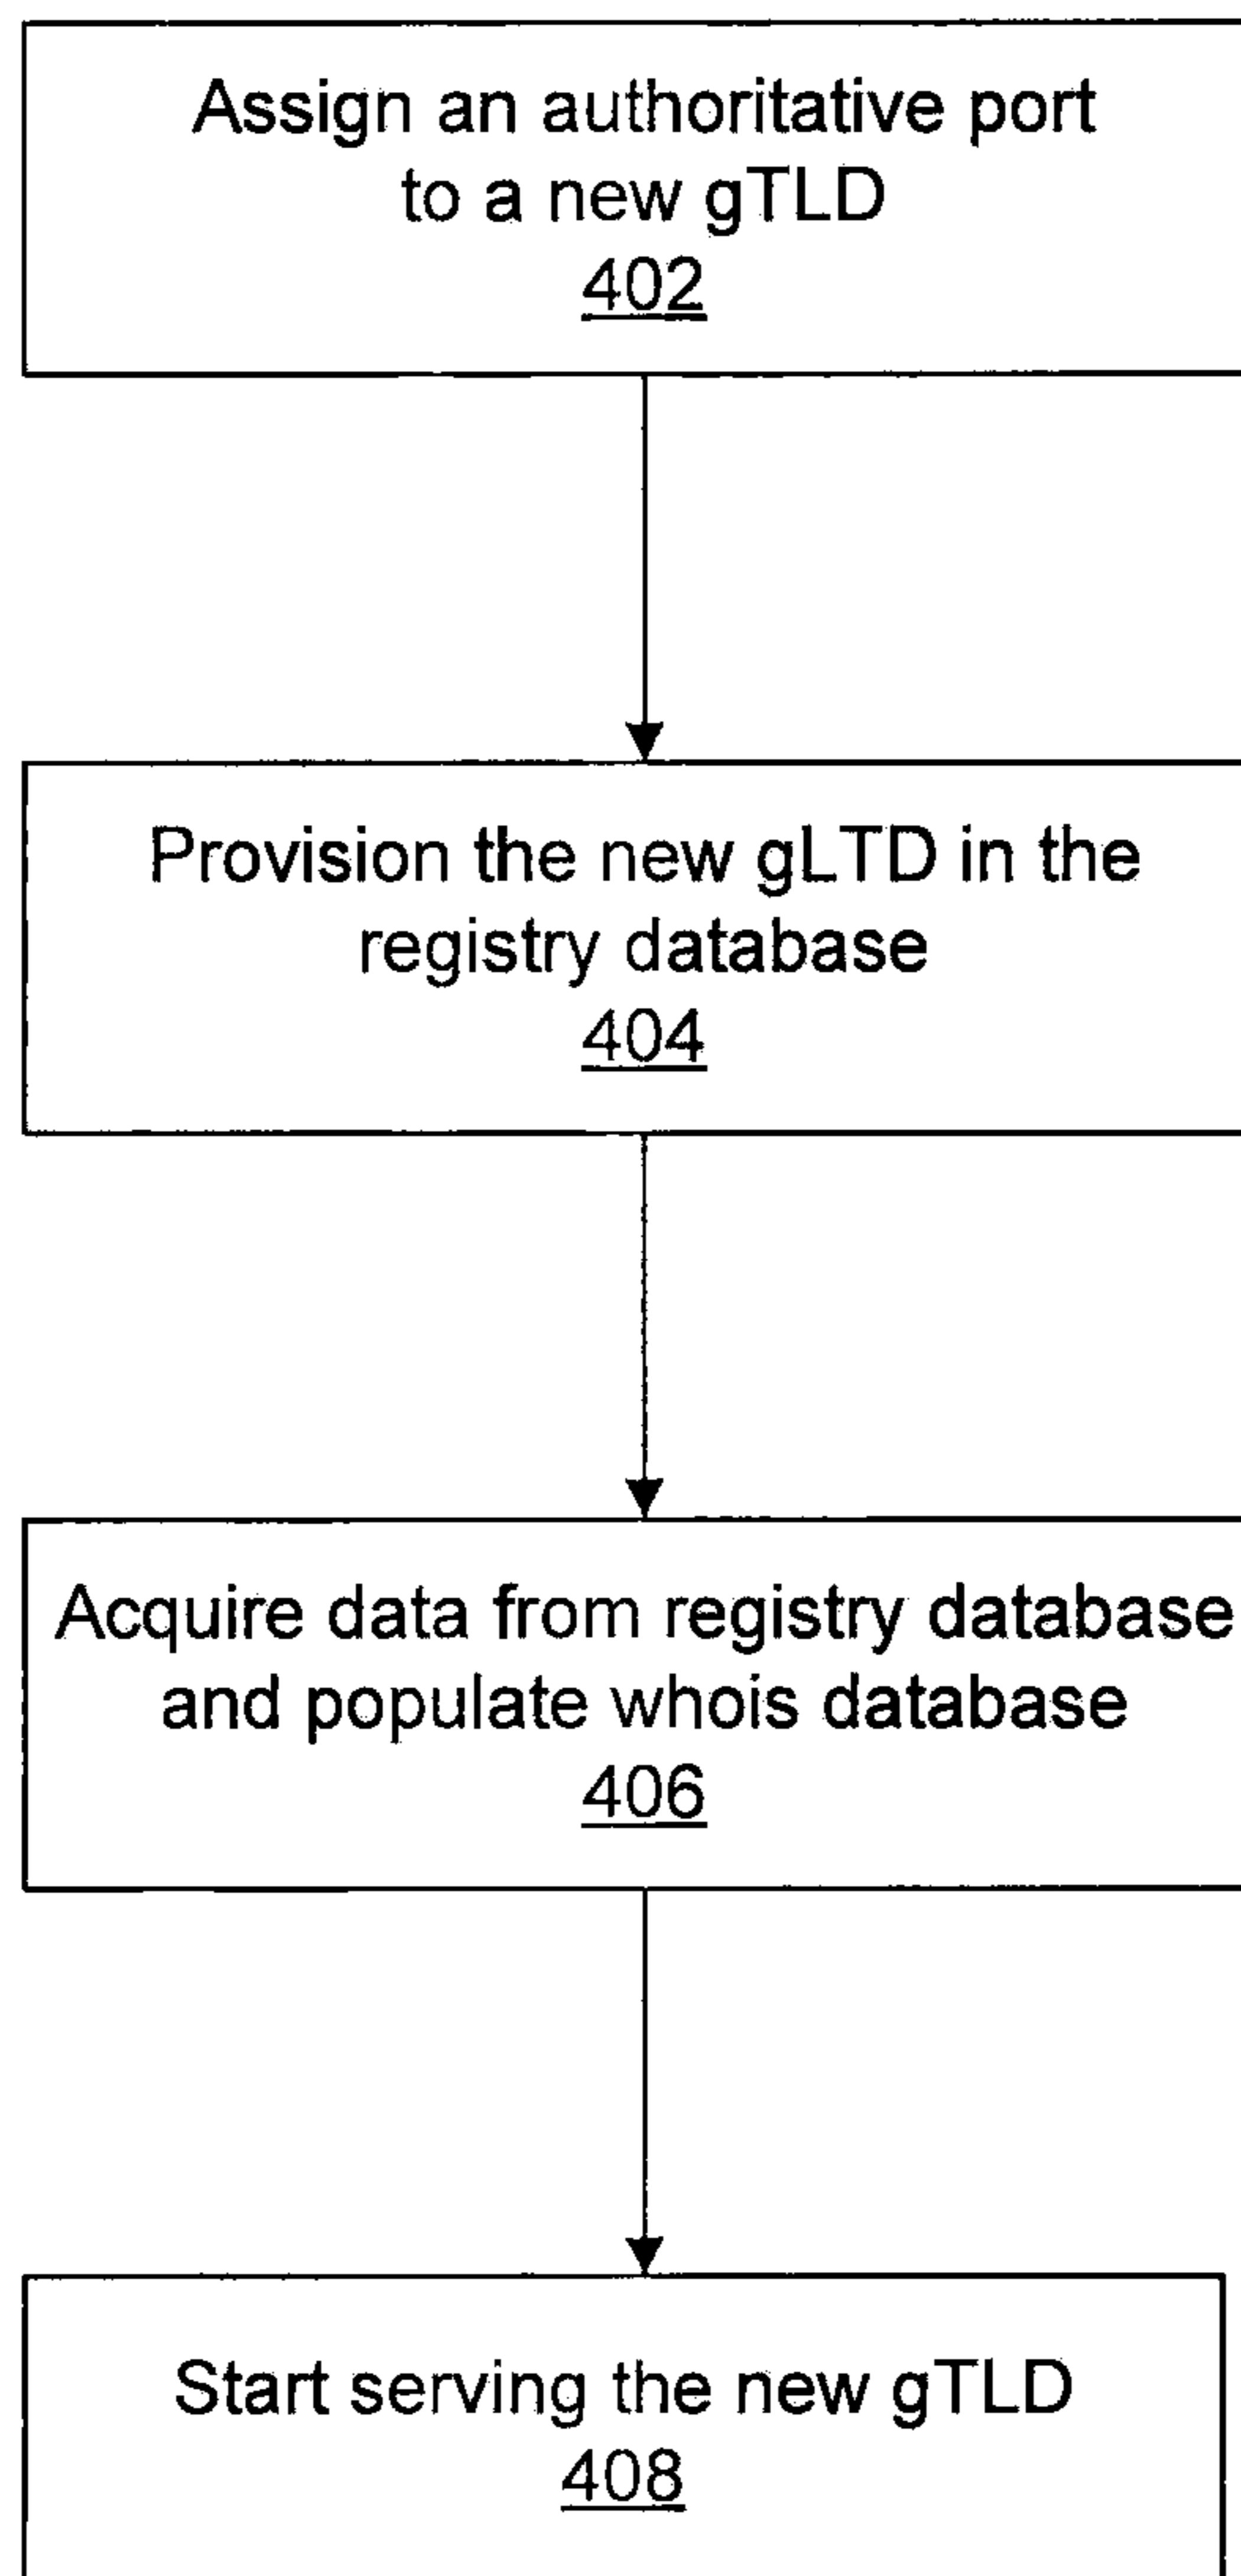 Assign an authoritative port
to a new gTLD
402
Provision the new gLTD in the
registry database
404
Acquire data from registry database
and populate whois database
406
Start serving the new gTLD
408